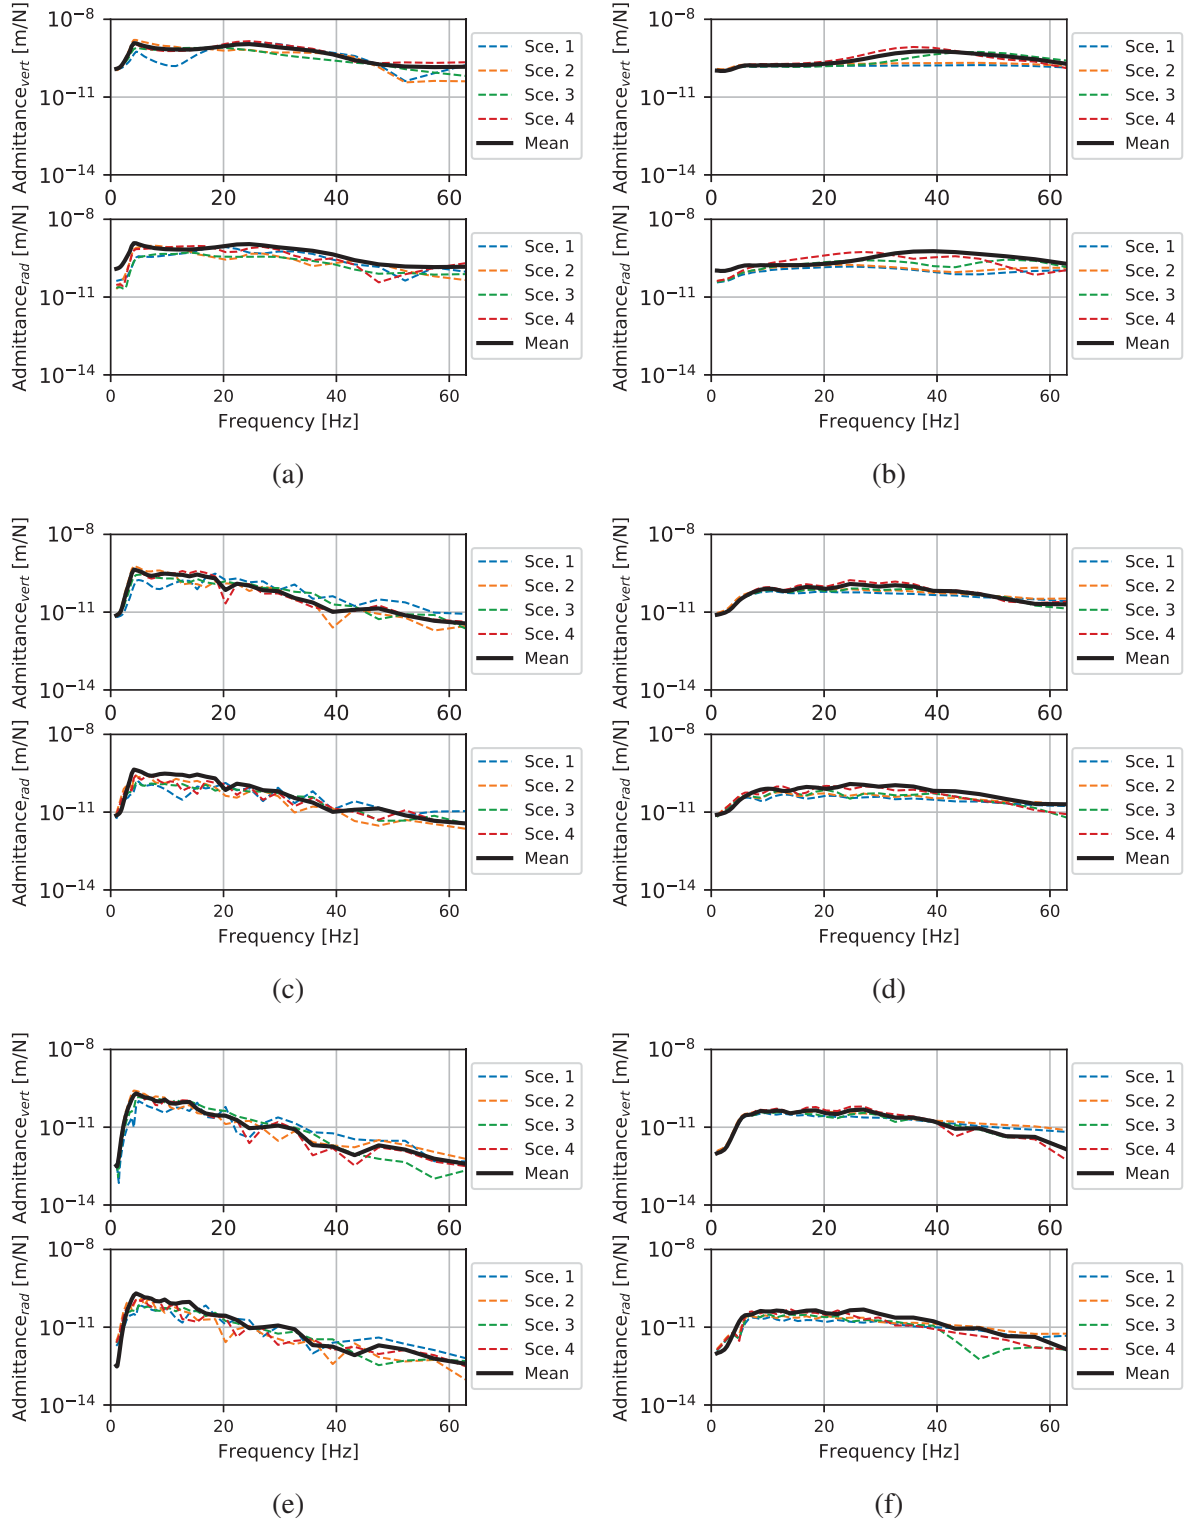 Admittance_vert [m/N]
10^-8
10^-11
10^-14
0 20 40 60
Sce. 1
Sce. 2
Sce. 3
Sce. 4
Mean
Admittance_rad [m/N]
10^-8
10^-11
10^-14
0 20 40 60
Frequency [Hz]
Sce. 1
Sce. 2
Sce. 3
Sce. 4
Mean
(a)
Admittance_vert [m/N]
10^-8
10^-11
10^-14
0 20 40 60
Sce. 1
Sce. 2
Sce. 3
Sce. 4
Mean
Admittance_rad [m/N]
10^-8
10^-11
10^-14
0 20 40 60
Frequency [Hz]
Sce. 1
Sce. 2
Sce. 3
Sce. 4
Mean
(b)
Admittance_vert [m/N]
10^-8
10^-11
10^-14
0 20 40 60
Sce. 1
Sce. 2
Sce. 3
Sce. 4
Mean
Admittance_rad [m/N]
10^-8
10^-11
10^-14
0 20 40 60
Frequency [Hz]
Sce. 1
Sce. 2
Sce. 3
Sce. 4
Mean
(c)
Admittance_vert [m/N]
10^-8
10^-11
10^-14
0 20 40 60
Sce. 1
Sce. 2
Sce. 3
Sce. 4
Mean
Admittance_rad [m/N]
10^-8
10^-11
10^-14
0 20 40 60
Frequency [Hz]
Sce. 1
Sce. 2
Sce. 3
Sce. 4
Mean
(d)
Admittance_vert [m/N]
10^-8
10^-11
10^-14
0 20 40 60
Sce. 1
Sce. 2
Sce. 3
Sce. 4
Mean
Admittance_rad [m/N]
10^-8
10^-11
10^-14
0 20 40 60
Frequency [Hz]
Sce. 1
Sce. 2
Sce. 3
Sce. 4
Mean
(e)
Admittance_vert [m/N]
10^-8
10^-11
10^-14
0 20 40 60
Sce. 1
Sce. 2
Sce. 3
Sce. 4
Mean
Admittance_rad [m/N]
10^-8
10^-11
10^-14
0 20 40 60
Frequency [Hz]
Sce. 1
Sce. 2
Sce. 3
Sce. 4
Mean
(f)